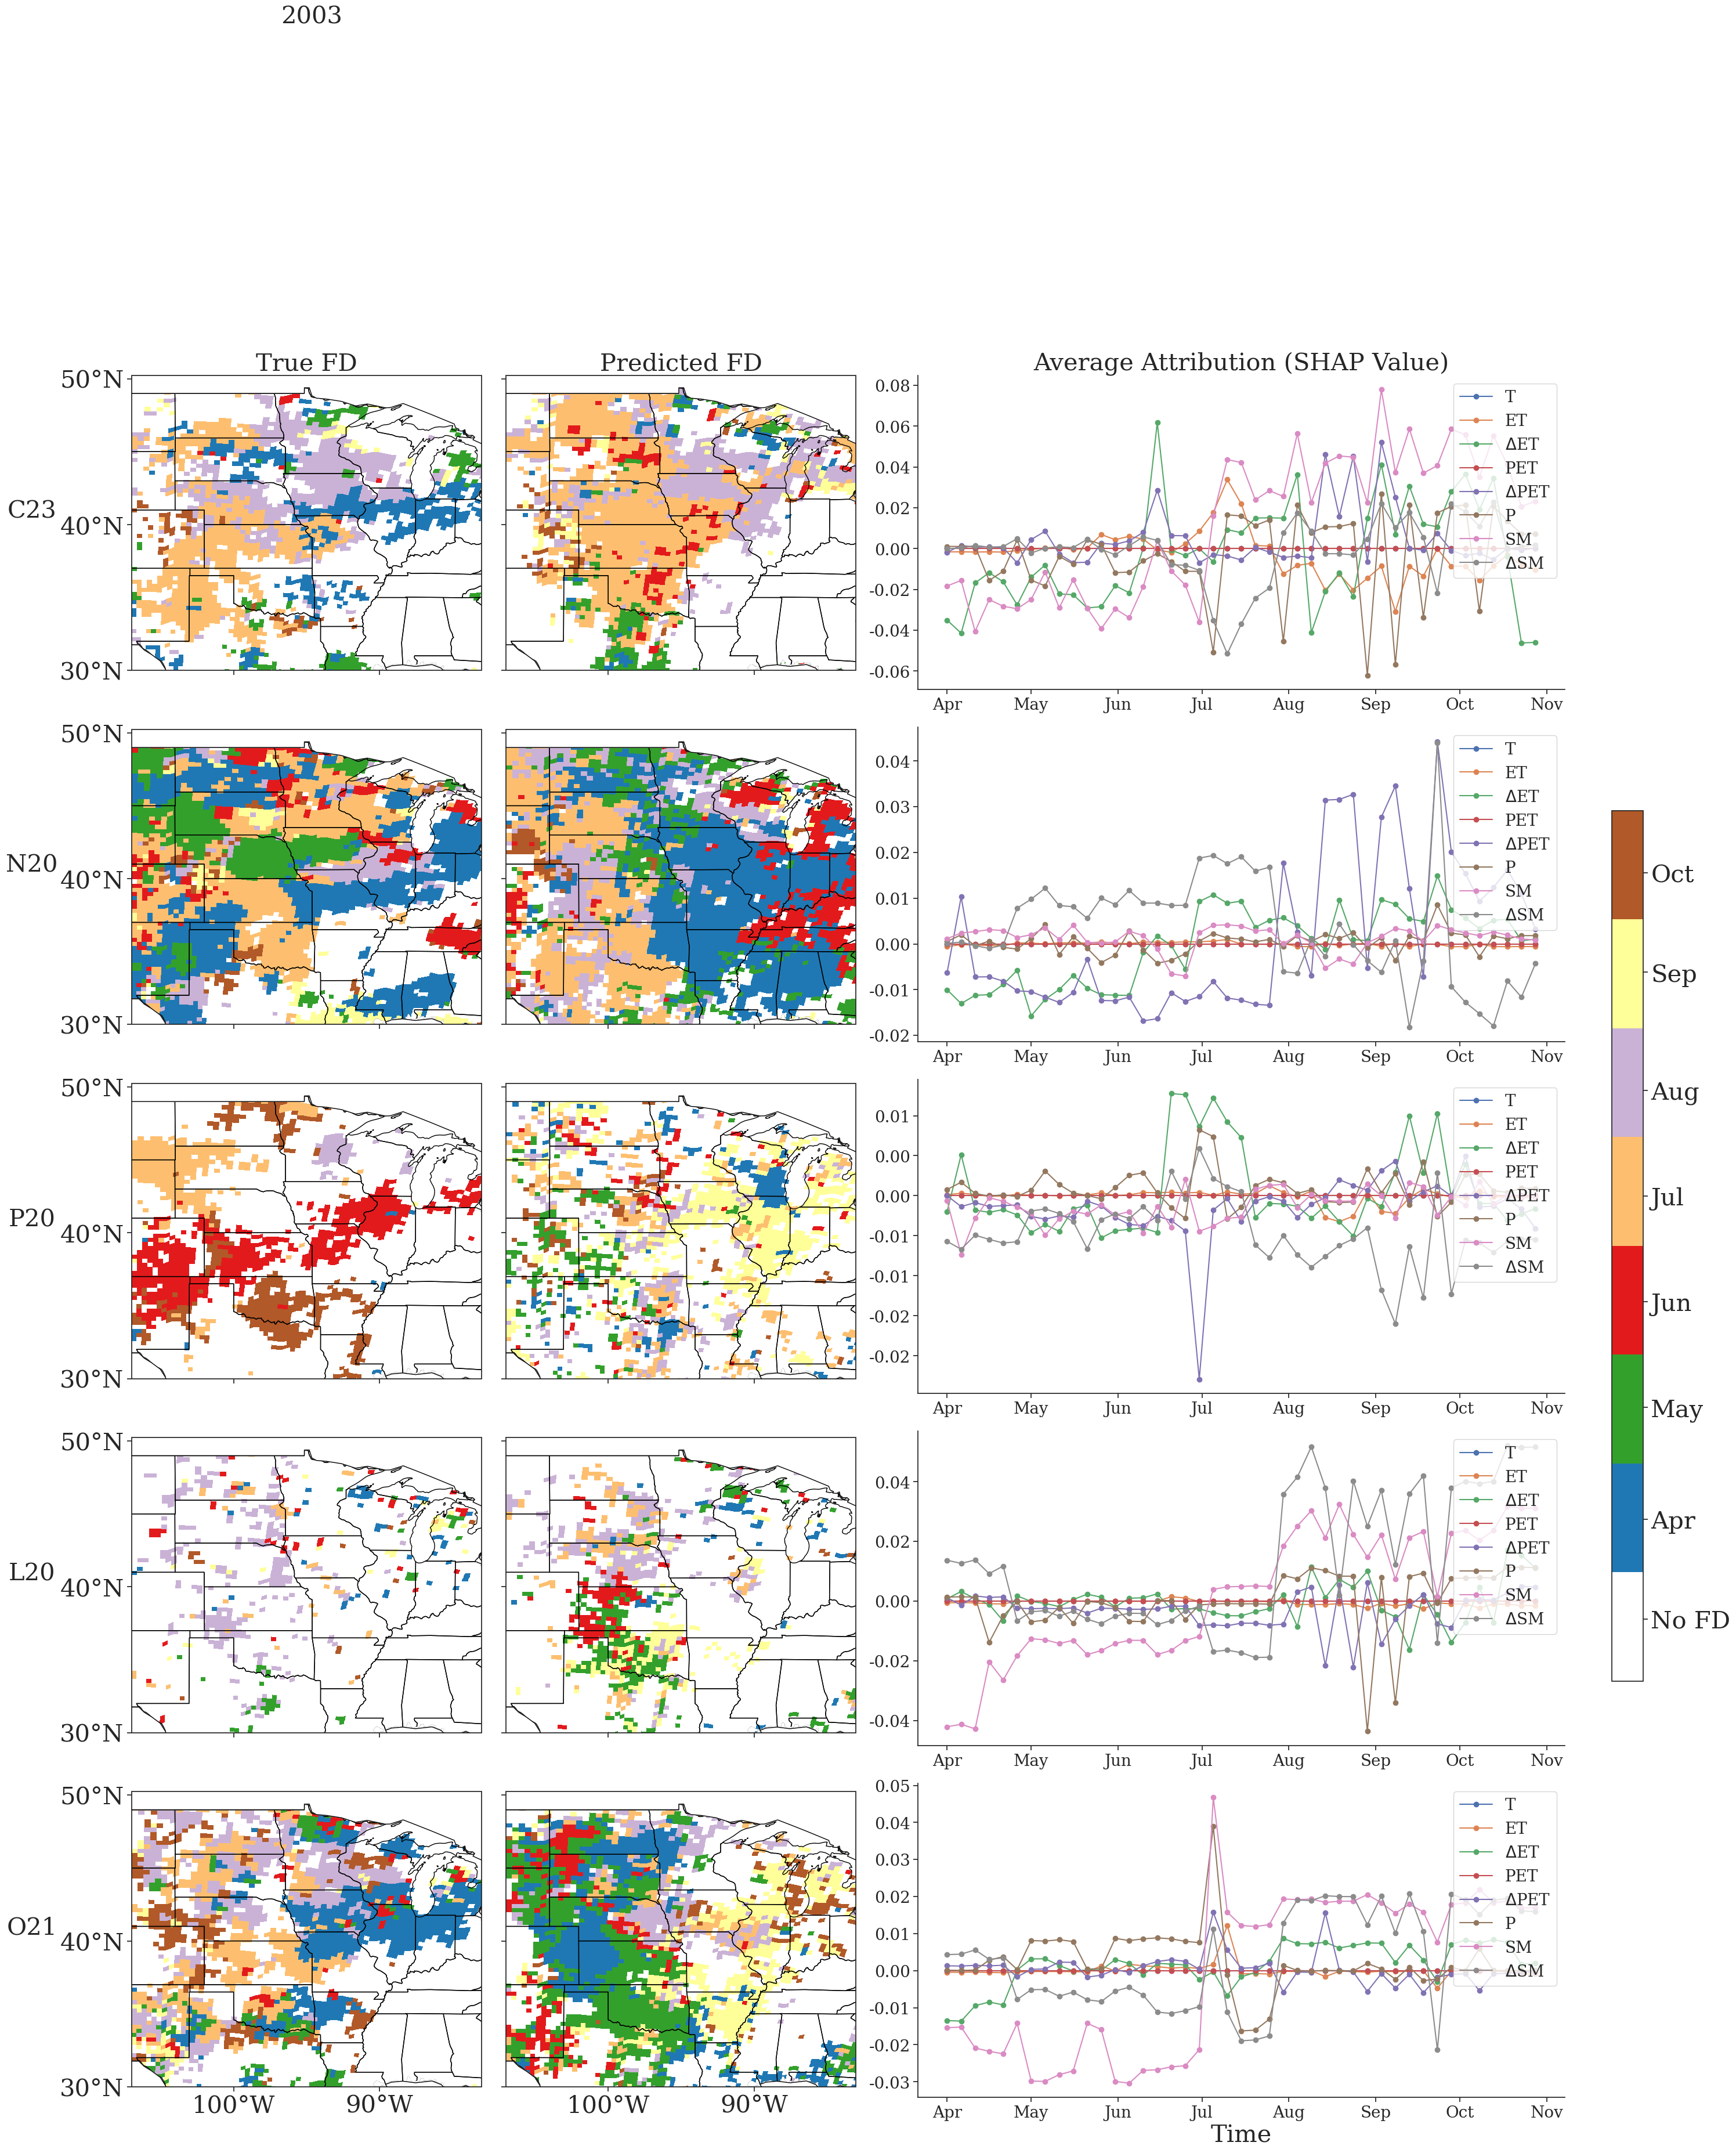 2003
True FD
Predicted FD
Average Attribution (SHAP Value)
C23
50°N
40°N
30°N
0.08
0.06
0.04
0.02
0.00
-0.02
-0.04
-0.06
T
ET
ΔET
PET
ΔPET
P
SM
ΔSM
Apr
May
Jun
Jul
Aug
Sep
Oct
Nov
N20
50°N
40°N
30°N
0.04
0.03
0.02
0.01
0.00
-0.01
-0.02
T
ET
ΔET
PET
ΔPET
P
SM
ΔSM
Apr
May
Jun
Jul
Aug
Sep
Oct
Nov
P20
50°N
40°N
30°N
0.01
0.00
0.00
-0.01
-0.01
-0.02
-0.02
T
ET
ΔET
PET
ΔPET
P
SM
ΔSM
Apr
May
Jun
Jul
Aug
Sep
Oct
Nov
L20
50°N
40°N
30°N
0.04
0.02
0.00
-0.02
-0.04
T
ET
ΔET
PET
ΔPET
P
SM
ΔSM
Apr
May
Jun
Jul
Aug
Sep
Oct
Nov
O21
50°N
40°N
30°N
100°W
90°W
100°W
90°W
0.05
0.04
0.03
0.02
0.01
0.00
-0.01
-0.02
-0.03
T
ET
ΔET
PET
ΔPET
P
SM
ΔSM
Apr
May
Jun
Jul
Aug
Sep
Oct
Nov
Time
Oct
Sep
Aug
Jul
Jun
May
Apr
No FD